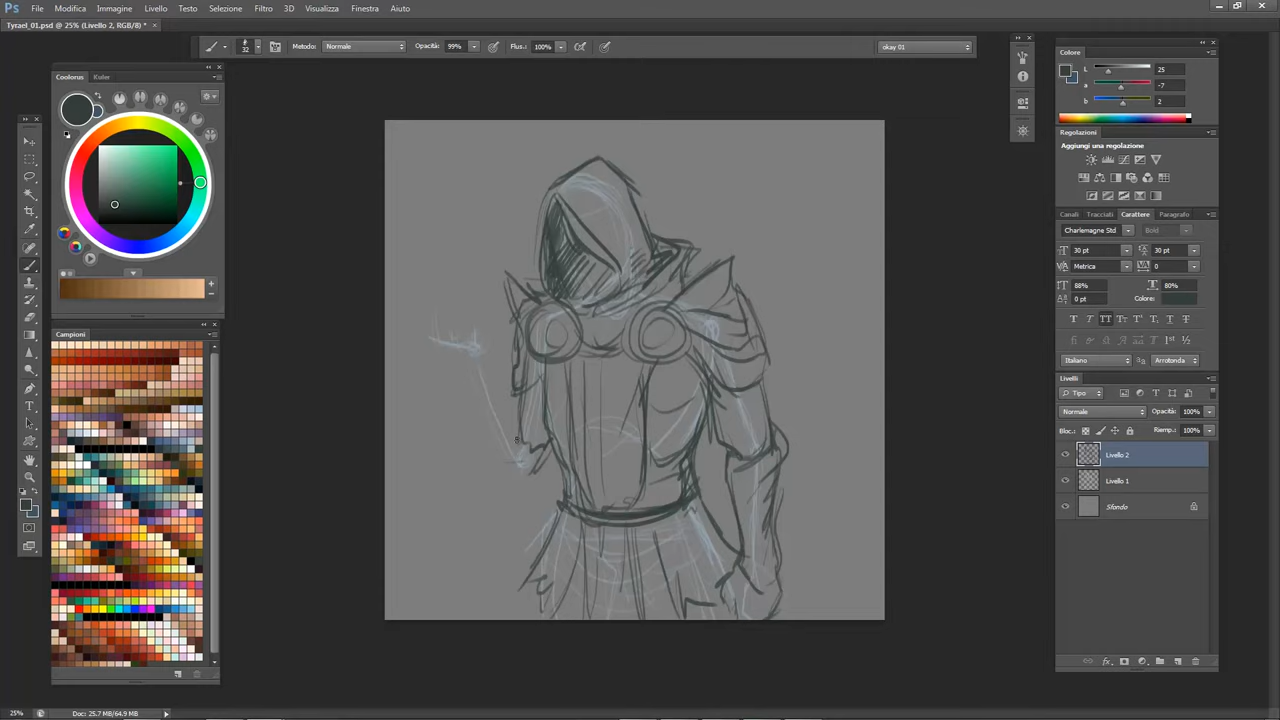 Ps File Modifica Immagine Livello Testo Selezione Filtro 3D Visualizza Finestra Aiuto
Tyrael_01.psd @ 25% (Livello 2, RGB/8) *
32 Metodo: Normale Opacità: 99% Flus.: 100% okay 01
Coolorus Kuler
Campioni
Colore
L 25
a -7
b 2
Regolazioni
Aggiungi una regolazione
Canali Tracciati Carattere Paragrafo
Charlemagne Std Bold
30 pt 30 pt
Metrica 0
88% 80%
0 pt Colore:
Italiano Arrotonda
Livelli
Tipo
Normale Opacità: 100%
Bloc.: Riemp.: 100%
Livello 2
Livello 1
Sfondo
25% Doc: 25.7 MB/64.9 MB